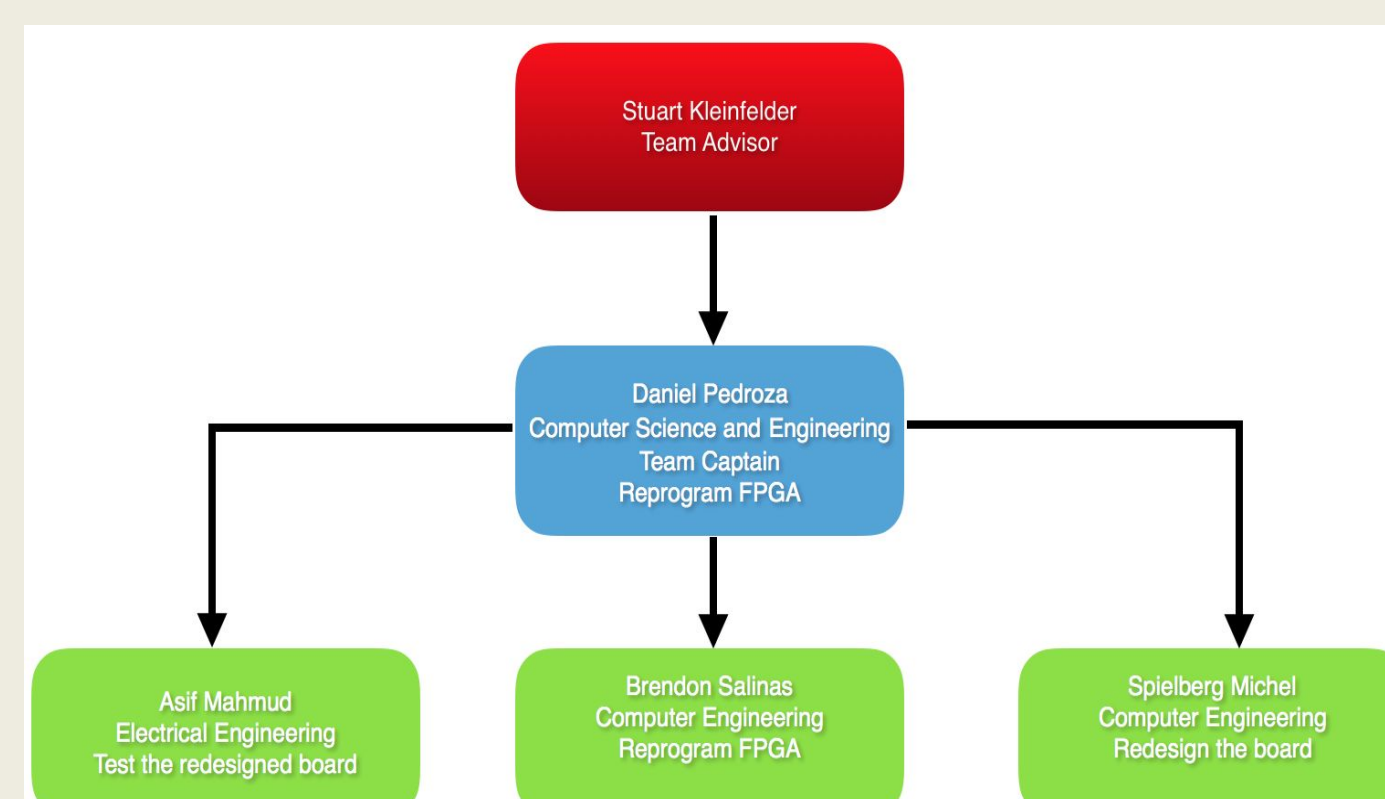 Stuart Kleinfelder
Team Advisor
Daniel Pedroza
Computer Science and Engineering
Team Captain
Reprogram FPGA
Asif Mahmud
Electrical Engineering
Test the redesigned board
Brendon Salinas
Computer Engineering
Reprogram FPGA
Spielberg Michel
Computer Engineering
Redesign the board